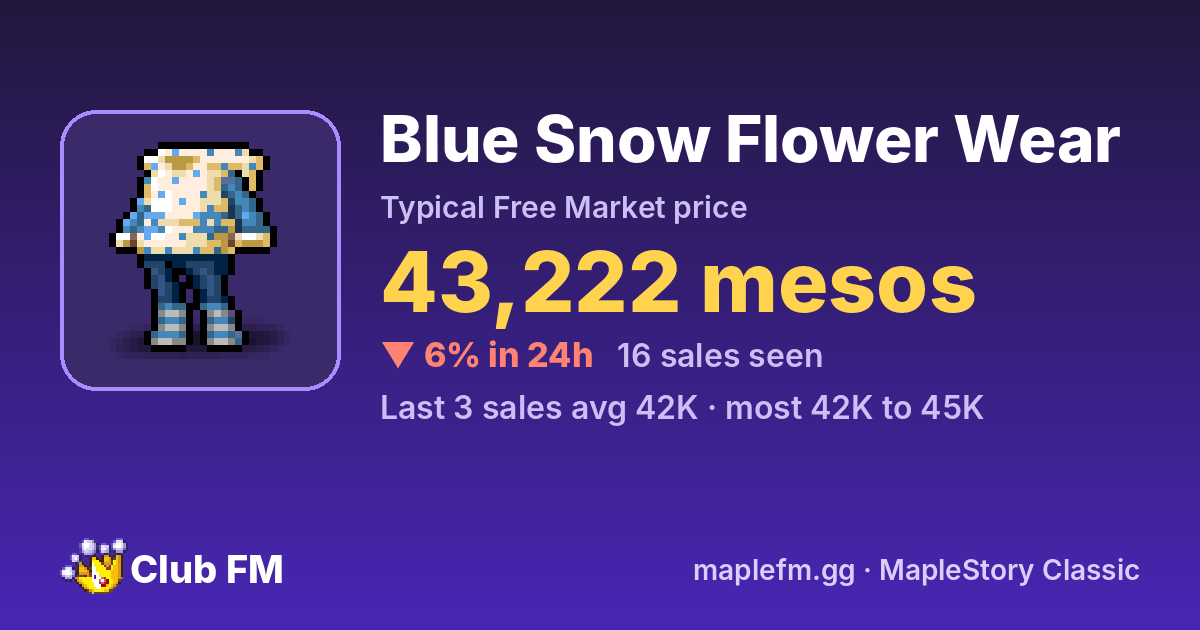 Blue Snow Flower Wear
Typical Free Market price
43,222 mesos
▼ 6% in 24h 16 sales seen
Last 3 sales avg 42K · most 42K to 45K
Club FM
maplefm.gg · MapleStory Classic